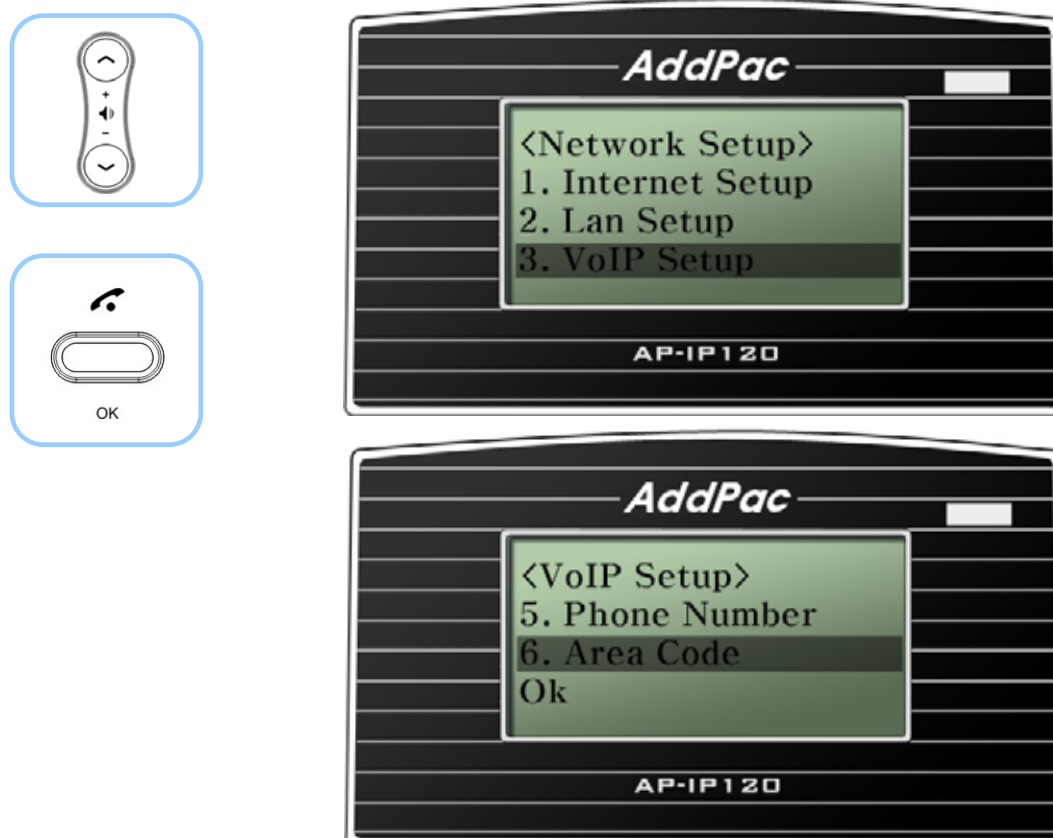 +
-
OK
AddPac
<Network Setup>
1. Internet Setup
2. Lan Setup
3. VoIP Setup
AP-IP120
AddPac
<VoIP Setup>
5. Phone Number
6. Area Code
Ok
AP-IP120